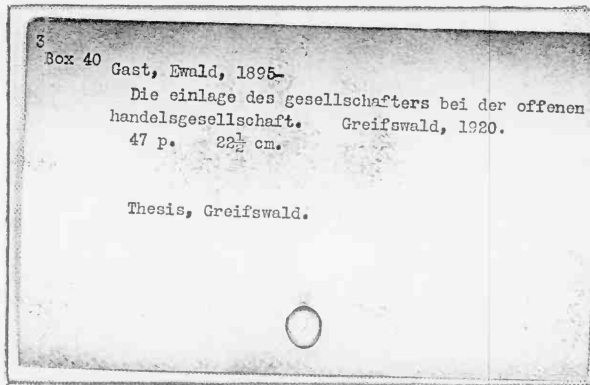 3
Box 40
Gast, Ewald, 1895-
Die einlage des gesellschafters bei der offenen
handelsgesellschaft. Greifswald, 1920.
47 p. 22½ cm.
Thesis, Greifswald.